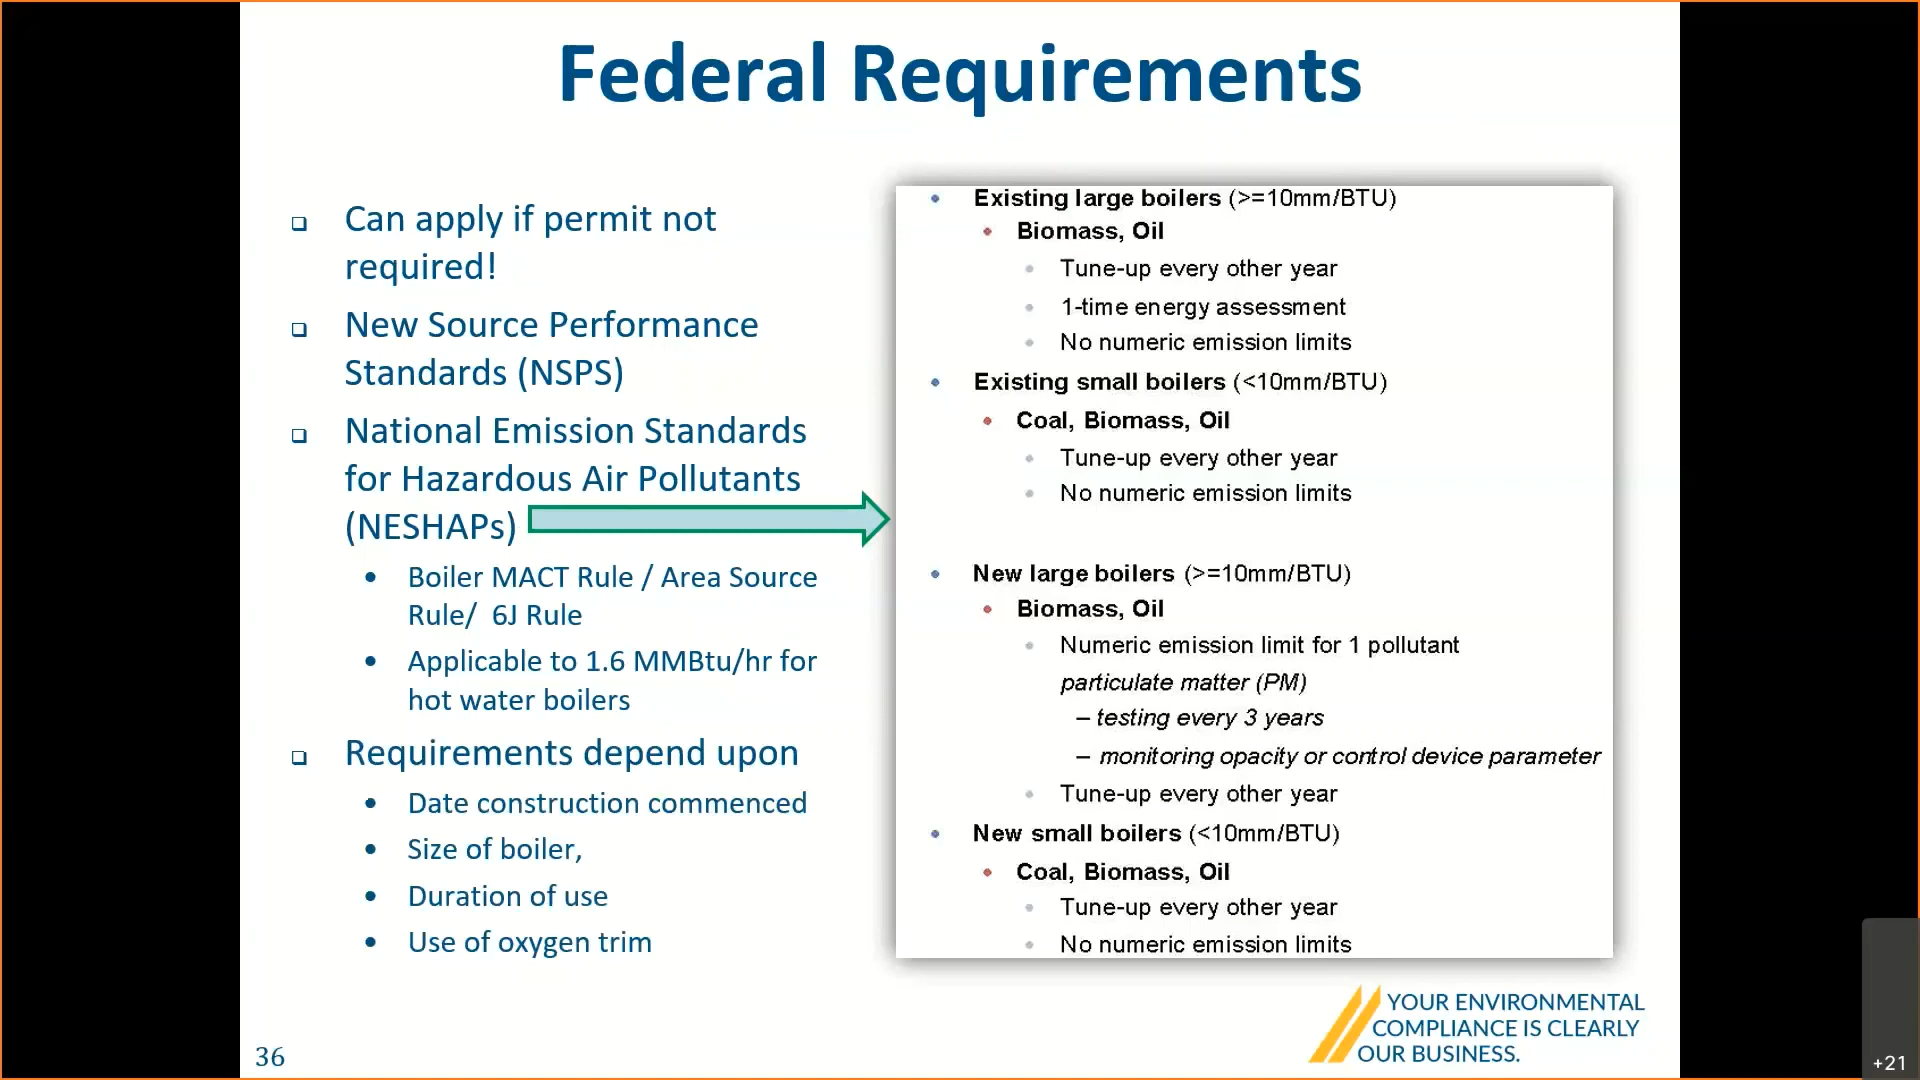 Federal Requirements
Can apply if permit not
required!
New Source Performance
Standards (NSPS)
National Emission Standards
for Hazardous Air Pollutants
(NESHAPs)
Boiler MACT Rule / Area Source
Rule/ 6J Rule
Applicable to 1.6 MMBtu/hr for
hot water boilers
Requirements depend upon
Date construction commenced
Size of boiler,
Duration of use
Use of oxygen trim
Existing large boilers (>=10mm/BTU)
Biomass, Oil
Tune-up every other year
1-time energy assessment
No numeric emission limits
Existing small boilers (<10mm/BTU)
Coal, Biomass, Oil
Tune-up every other year
No numeric emission limits
New large boilers (>=10mm/BTU)
Biomass, Oil
Numeric emission limit for 1 pollutant
particulate matter (PM)
– testing every 3 years
– monitoring opacity or control device parameter
Tune-up every other year
New small boilers (<10mm/BTU)
Coal, Biomass, Oil
Tune-up every other year
No numeric emission limits
YOUR ENVIRONMENTAL
COMPLIANCE IS CLEARLY
OUR BUSINESS.
36
+21